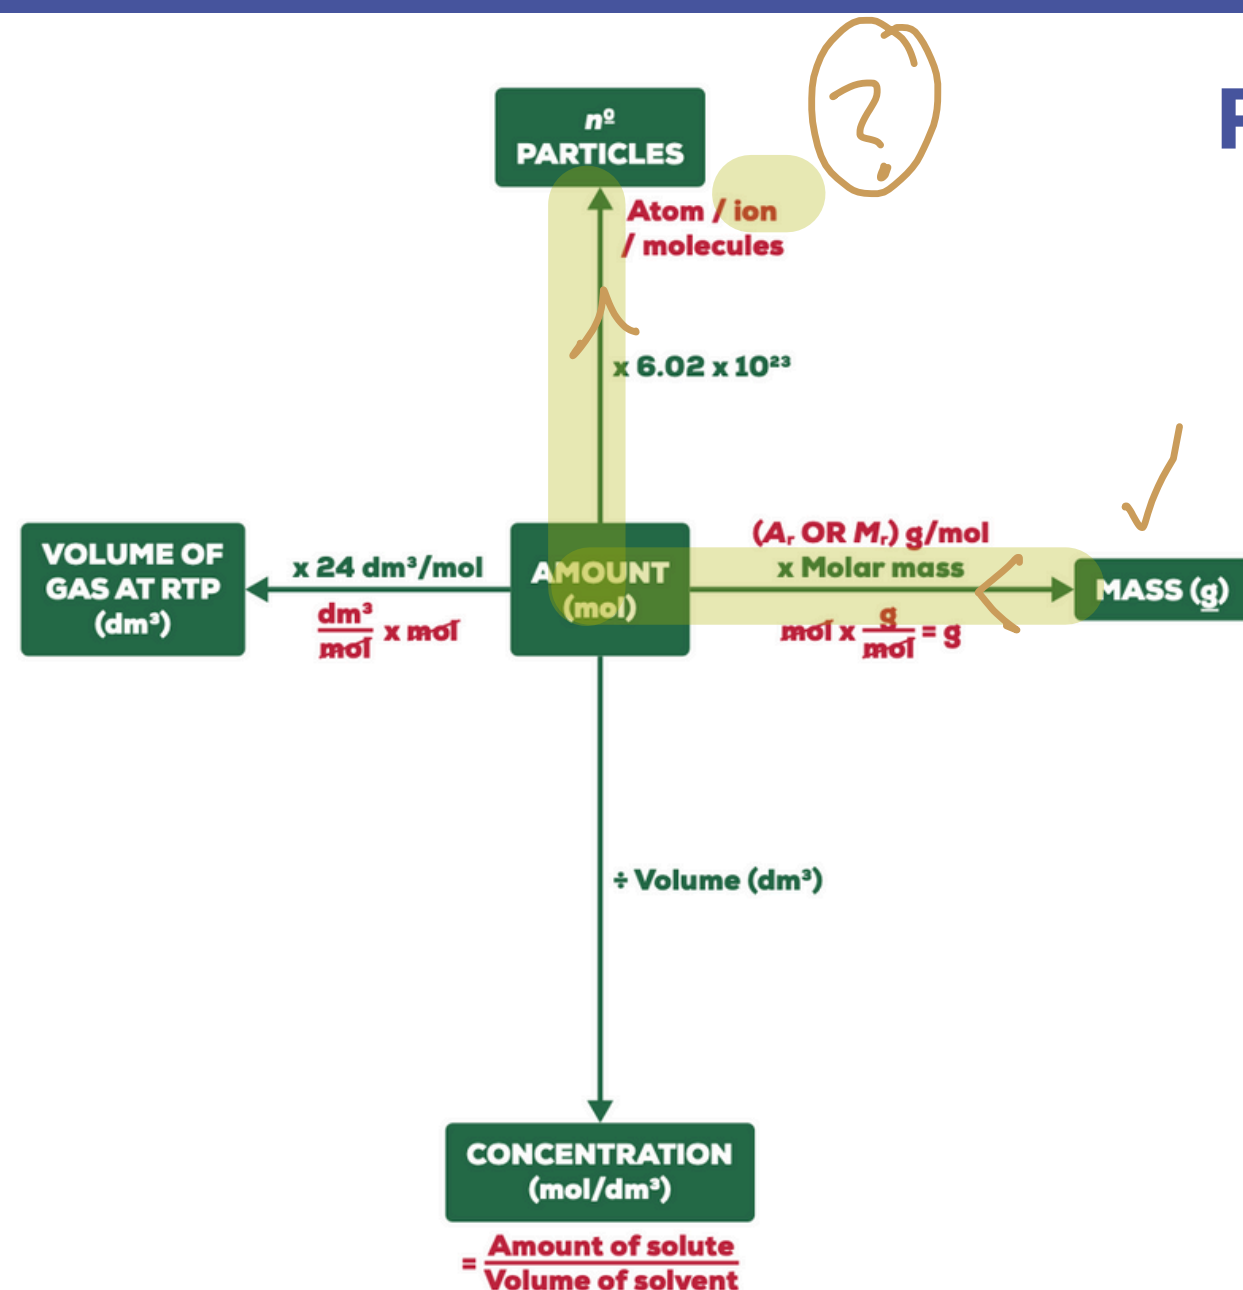 ?
nº
PARTICLES
Atom / ion
/ molecules
x 6.02 x 10²³
VOLUME OF
GAS AT RTP
(dm³)
x 24 dm³/mol
dm³
mol
x mol
AMOUNT
(mol)
(Aᵣ OR Mᵣ) g/mol
x Molar mass
mol x
g
mol
= g
MASS (g)
÷ Volume (dm³)
CONCENTRATION
(mol/dm³)
=
Amount of solute
Volume of solvent